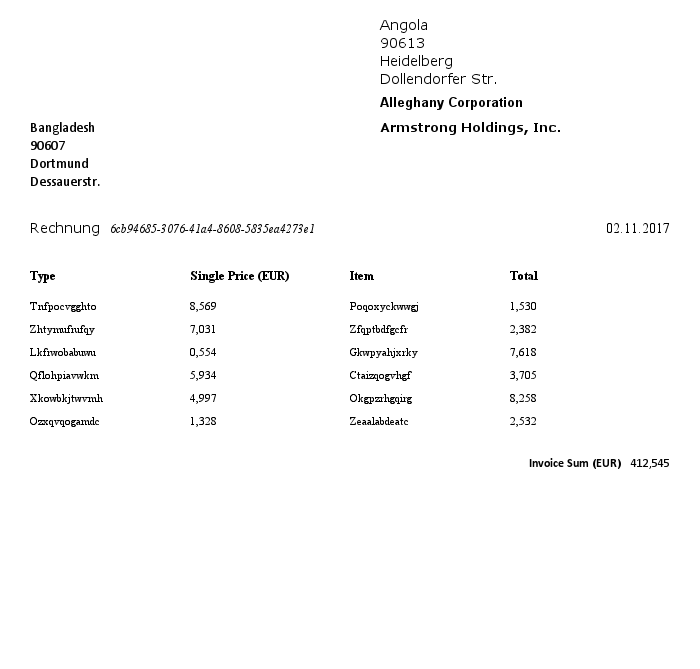 Angola
90613
Heidelberg
Dollendorfer Str.
Alleghany Corporation
Armstrong Holdings, Inc.
Bangladesh
90607
Dortmund
Dessauerstr.
Rechnung 6cb94685-3076-41a4-8608-5835ea4273e1 02.11.2017
Type Single Price (EUR) Item Total
Tnfpocvgghto 8,569 Poqoxyckwwgj 1,530
Zhtymufrufqy 7,031 Zfqptbdfgcfr 2,382
Lkfrwobabuwu 0,554 Gkwpyahjxrky 7,618
Qflohpiavwkm 5,934 Ctaizqogvhgf 3,705
Xkowbkjtwvmh 4,997 Okgpzrhgqirg 8,258
Ozxqvqogamdc 1,328 Zeaalabdeatc 2,532
Invoice Sum (EUR) 412,545